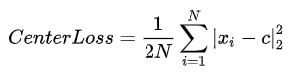 CenterLoss = \frac{1}{2N} \sum_{i=1}^{N} |x_i - c|_2^2